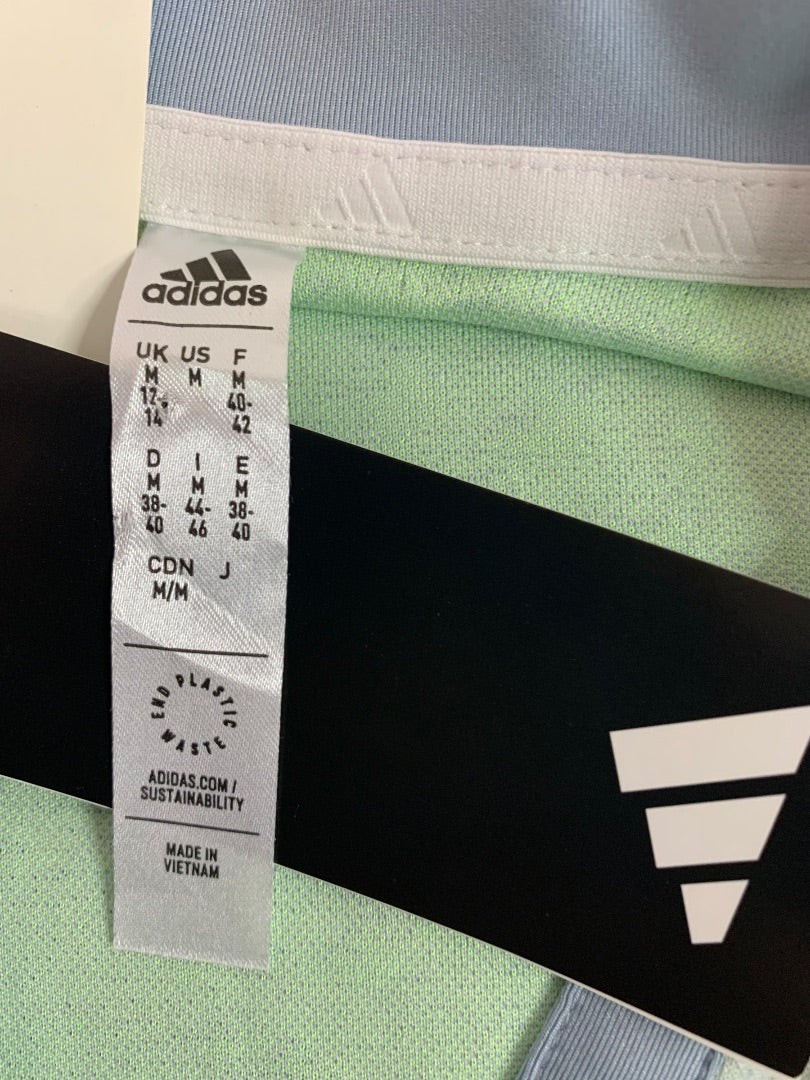 adidas
UK US F
M M M
12- 40-
14 42
D I E
M M M
38- 44- 38-
40 46 40
CDN J
M/M
END PLASTIC WASTE
ADIDAS.COM /
SUSTAINABILITY
MADE IN
VIETNAM